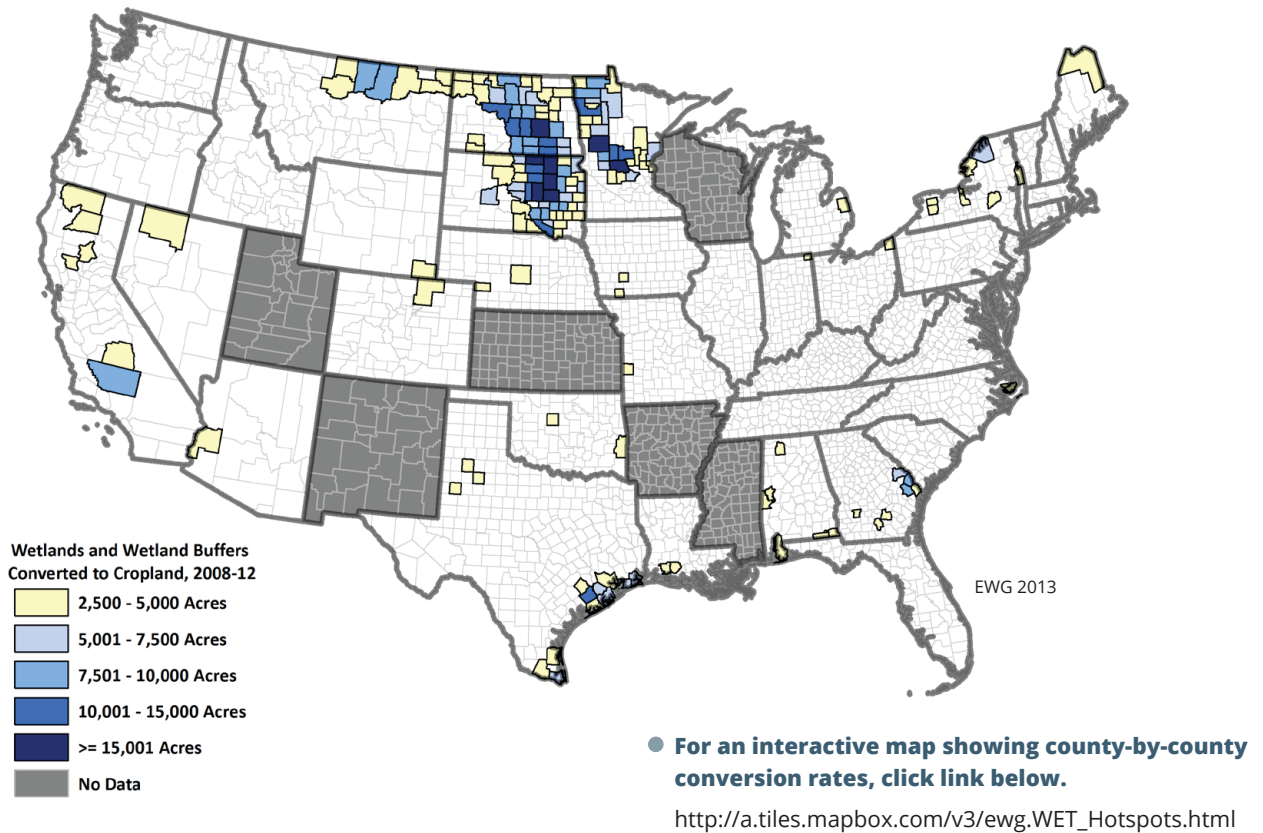 Wetlands and Wetland Buffers
Converted to Cropland, 2008-12
2,500 - 5,000 Acres
5,001 - 7,500 Acres
7,501 - 10,000 Acres
10,001 - 15,000 Acres
>= 15,001 Acres
No Data
EWG 2013
For an interactive map showing county-by-county
conversion rates, click link below.
http://a.tiles.mapbox.com/v3/ewg.WET_Hotspots.html